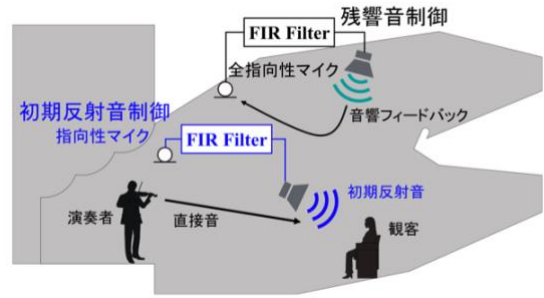 残響音制御
FIR Filter
全指向性マイク
音響フィードバック
初期反射音制御
指向性マイク
FIR Filter
初期反射音
演奏者
直接音
観客